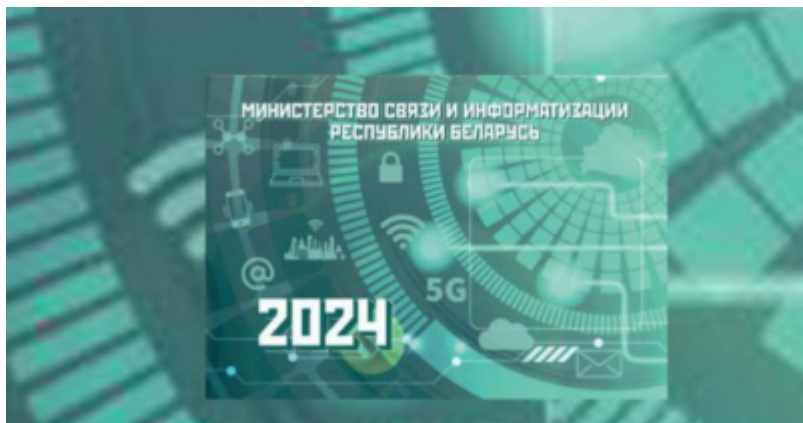 МИНИСТЕРСТВО СВЯЗИ И ИНФОРМАТИЗАЦИИ
РЕСПУБЛИКИ БЕЛАРУСЬ
@
5G
2024